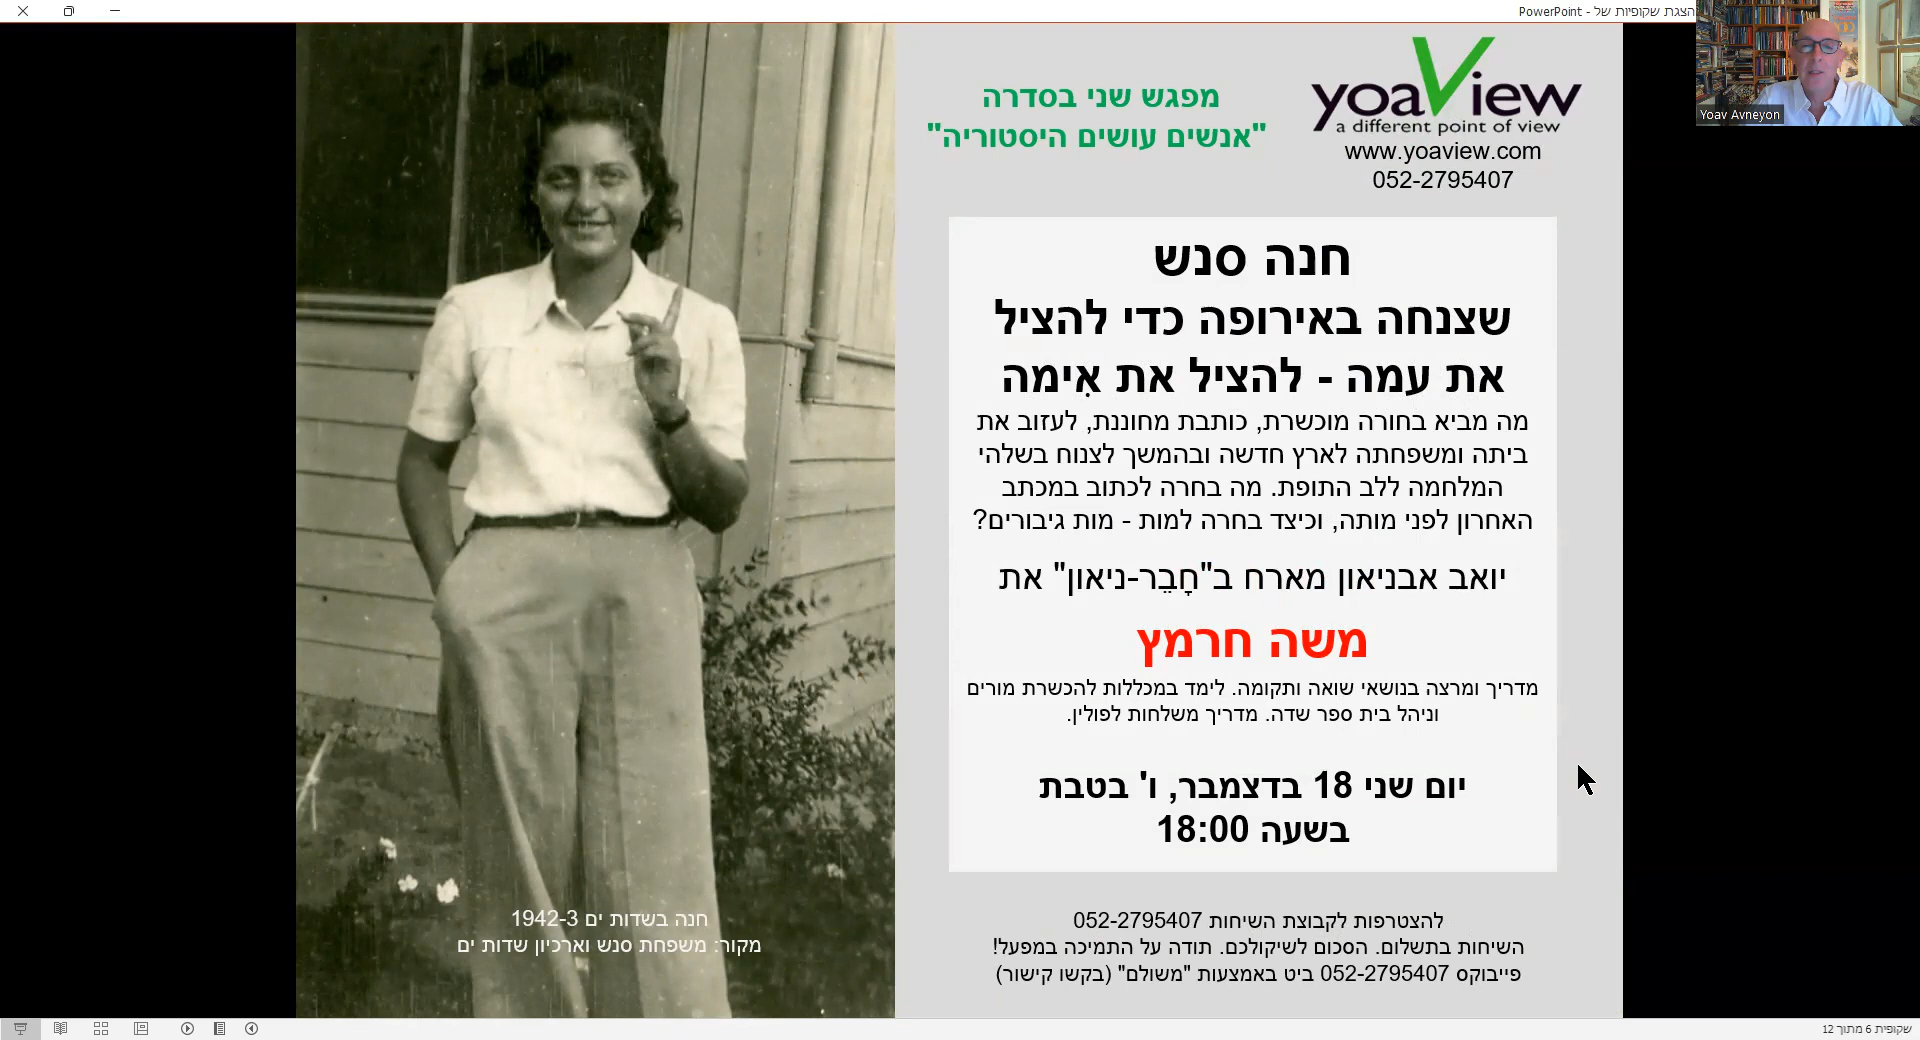 הצגת שקופיות של - PowerPoint
Yoav Avneyon
yoaView
a different point of view
www.yoaview.com
052-2795407
מפגש שני בסדרה
"אנשים עושים היסטוריה"
חנה סנש
שצנחה באירופה כדי להציל
את עמה - להציל את אִימה
מה מביא בחורה מוכשרת, כותבת מחוננת, לעזוב את
ביתה ומשפחתה לארץ חדשה ובהמשך לצנוח בשלהי
המלחמה ללב התופת. מה בחרה לכתוב במכתב
האחרון לפני מותה, וכיצד בחרה למות - מות גיבורים?
יואב אבניאון מארח ב"חָבֵר-ניאון" את
משה חרמץ
מדריך ומרצה בנושאי שואה ותקומה. לימד במכללות להכשרת מורים
וניהל בית ספר שדה. מדריך משלחות לפולין.
יום שני 18 בדצמבר, ו' בטבת
בשעה 18:00
להצטרפות לקבוצת השיחות 052-2795407
השיחות בתשלום. הסכום לשיקולכם. תודה על התמיכה במפעל!
פייבוקס 052-2795407 ביט באמצעות "משולם" (בקשו קישור)
חנה בשדות ים 1942-3
מקור: משפחת סנש וארכיון שדות ים
שקופית 6 מתוך 12